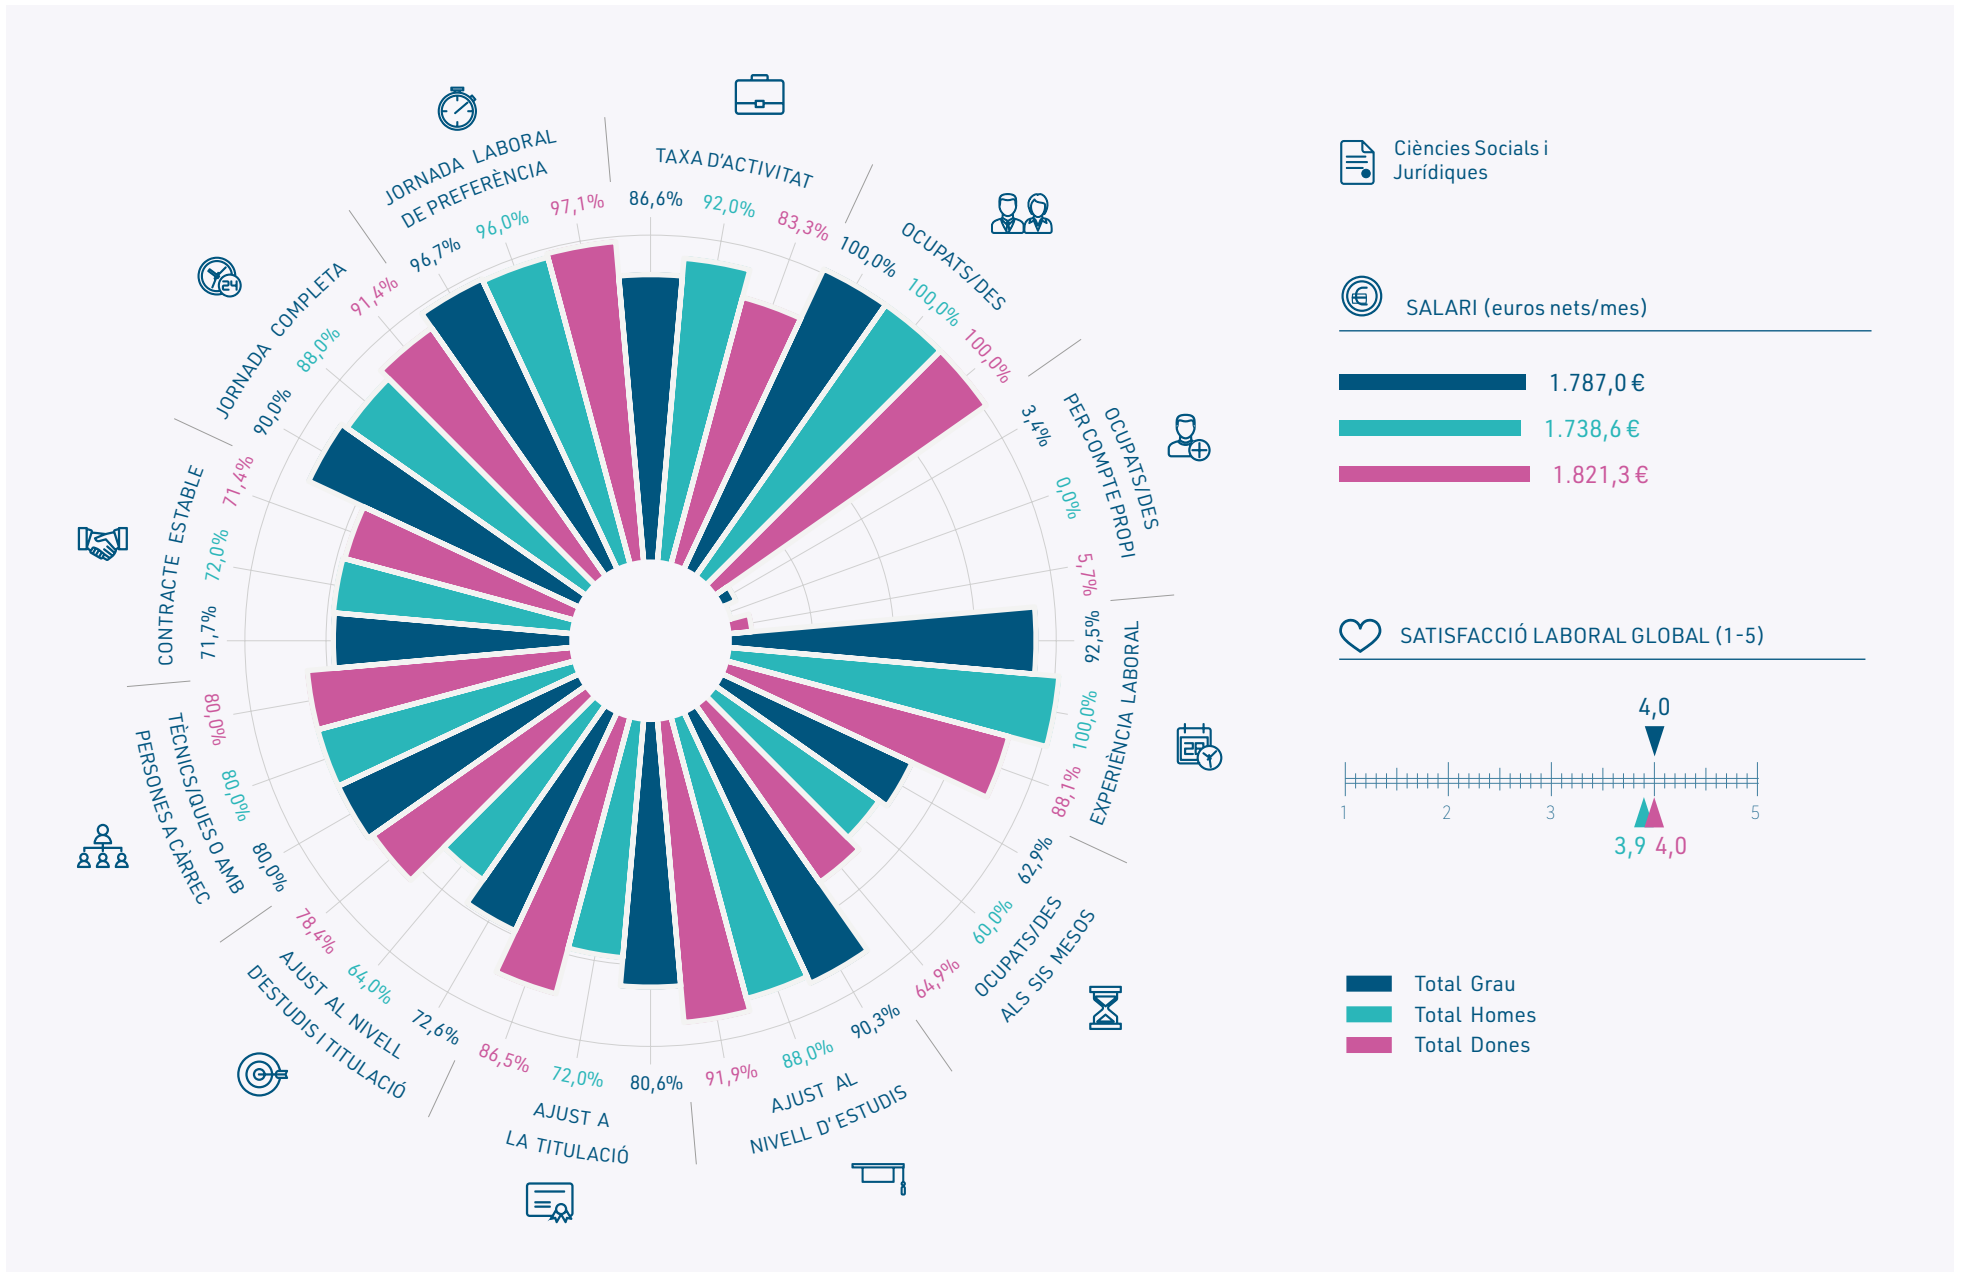 TAXA D'ACTIVITAT
86,6%
92,0%
83,3%
OCUPATS/DES
100,0%
100,0%
100,0%
OCUPATS/DES
PER COMPTE PROPI
3,4%
0,0%
5,7%
EXPERIÈNCIA LABORAL
92,5%
100,0%
88,1%
OCUPATS/DES
ALS SIS MESOS
62,9%
60,0%
64,9%
AJUST AL
NIVELL D'ESTUDIS
90,3%
88,0%
91,9%
AJUST A
LA TITULACIÓ
80,6%
72,0%
86,5%
AJUST AL NIVELL
D'ESTUDIS I TITULACIÓ
72,6%
64,0%
78,4%
TÈCNICS/QUES O AMB
PERSONES A CÀRREC
80,0%
80,0%
80,0%
CONTRACTE ESTABLE
71,7%
72,0%
71,4%
JORNADA COMPLETA
90,0%
88,0%
91,4%
24
JORNADA LABORAL
DE PREFERÈNCIA
96,7%
96,0%
97,1%
Ciències Socials i
Jurídiques
SALARI (euros nets/mes)
1.787,0 €
1.738,6 €
1.821,3 €
SATISFACCIÓ LABORAL GLOBAL (1-5)
4,0
1 2 3 5
3,9 4,0
Total Grau
Total Homes
Total Dones